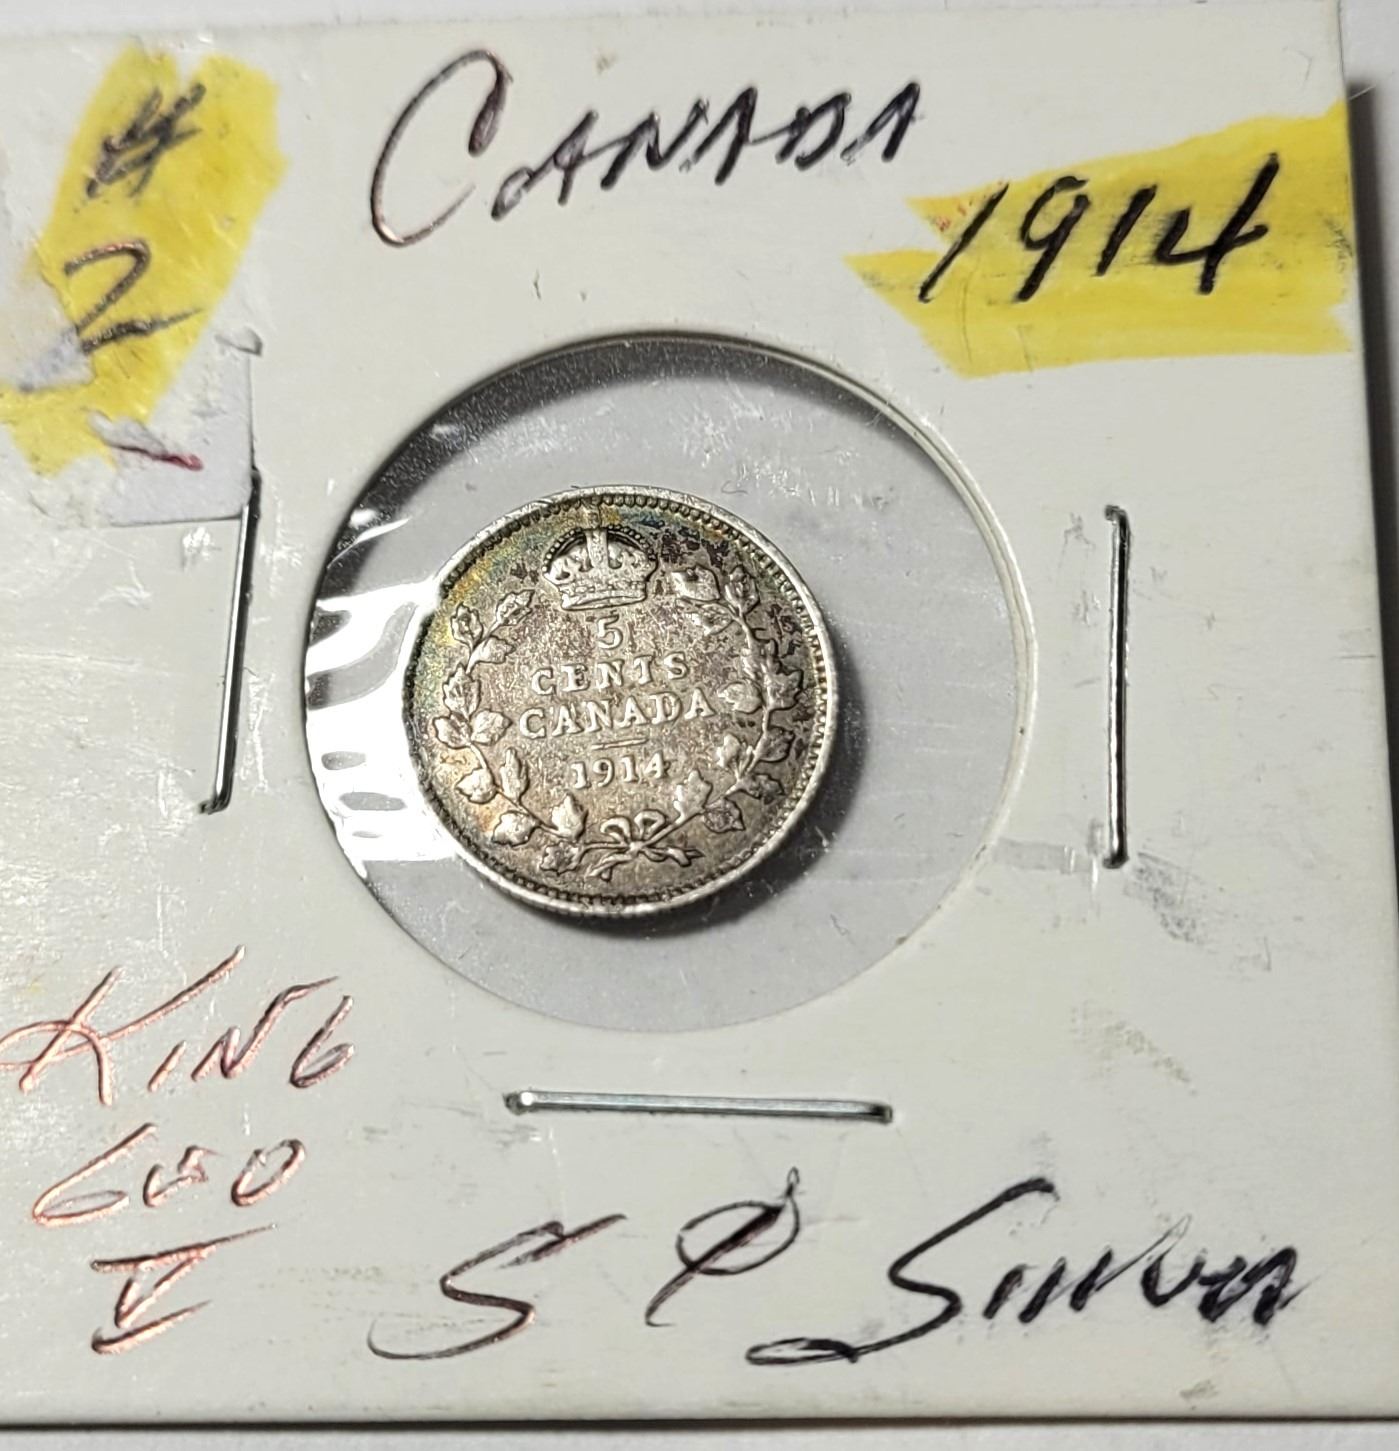 #
2
CANADA
1914
5
CENTS
CANADA
1914
KING
GEO
V
5 ¢ SILVER